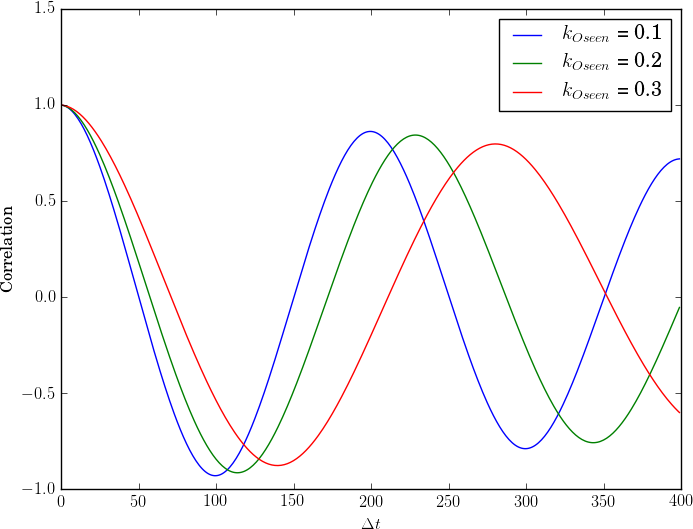 1.5
1.0
0.5
0.0
−0.5
−1.0
0 50 100 150 200 250 300 350 400
Correlation
Δt
k_Oseen = 0.1
k_Oseen = 0.2
k_Oseen = 0.3